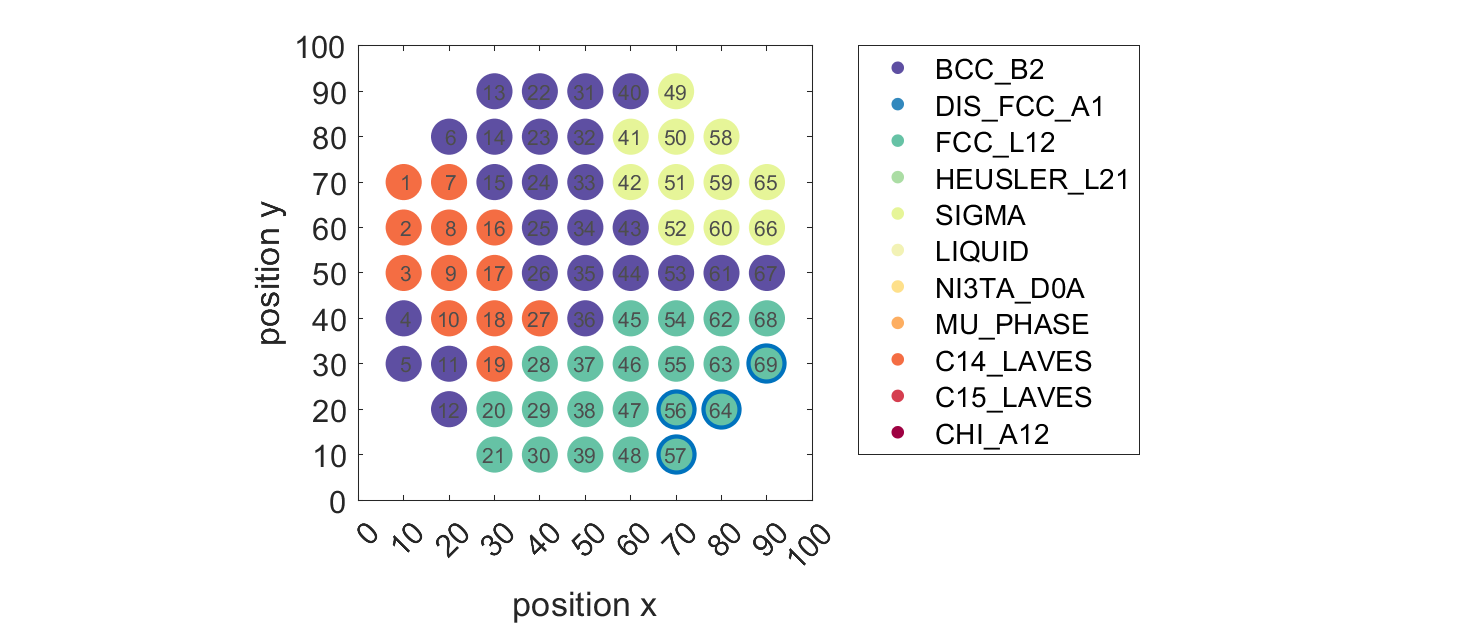 100
90
80
70
60
50
40
30
20
10
0
position y
13 22 31 40 49
6 14 23 32 41 50 58
1 7 15 24 33 42 51 59 65
2 8 16 25 34 43 52 60 66
3 9 17 26 35 44 53 61 67
4 10 18 27 36 45 54 62 68
5 11 19 28 37 46 55 63 69
12 20 29 38 47 56 64
21 30 39 48 57
0 10 20 30 40 50 60 70 80 90 100
position x
BCC_B2
DIS_FCC_A1
FCC_L12
HEUSLER_L21
SIGMA
LIQUID
NI3TA_D0A
MU_PHASE
C14_LAVES
C15_LAVES
CHI_A12